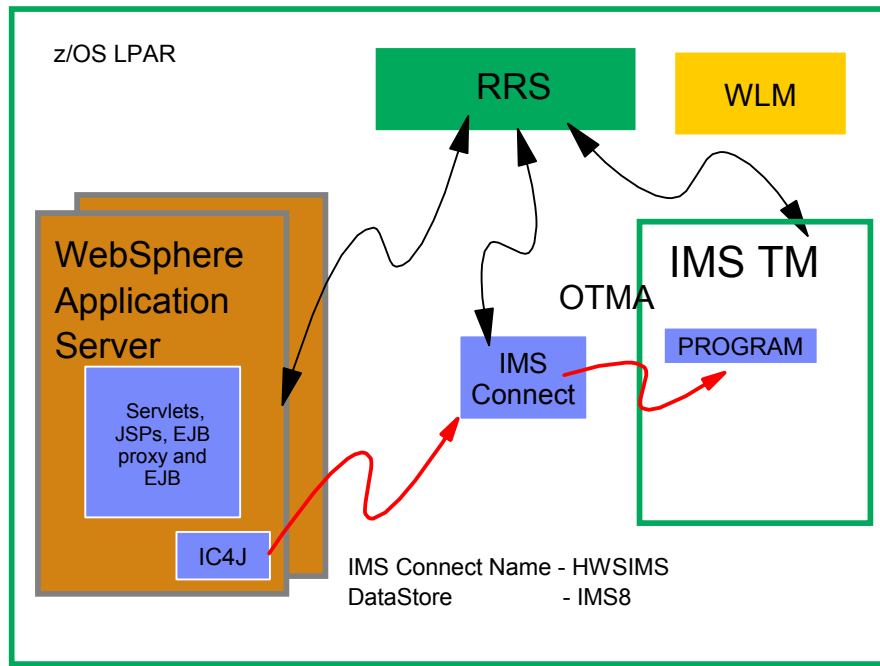 z/OS LPAR
RRS
WLM
WebSphere
Application
Server
Servlets,
JSPs, EJB
proxy and
EJB
IC4J
IMS
Connect
OTMA
IMS TM
PROGRAM
IMS Connect Name - HWSIMS
DataStore - IMS8